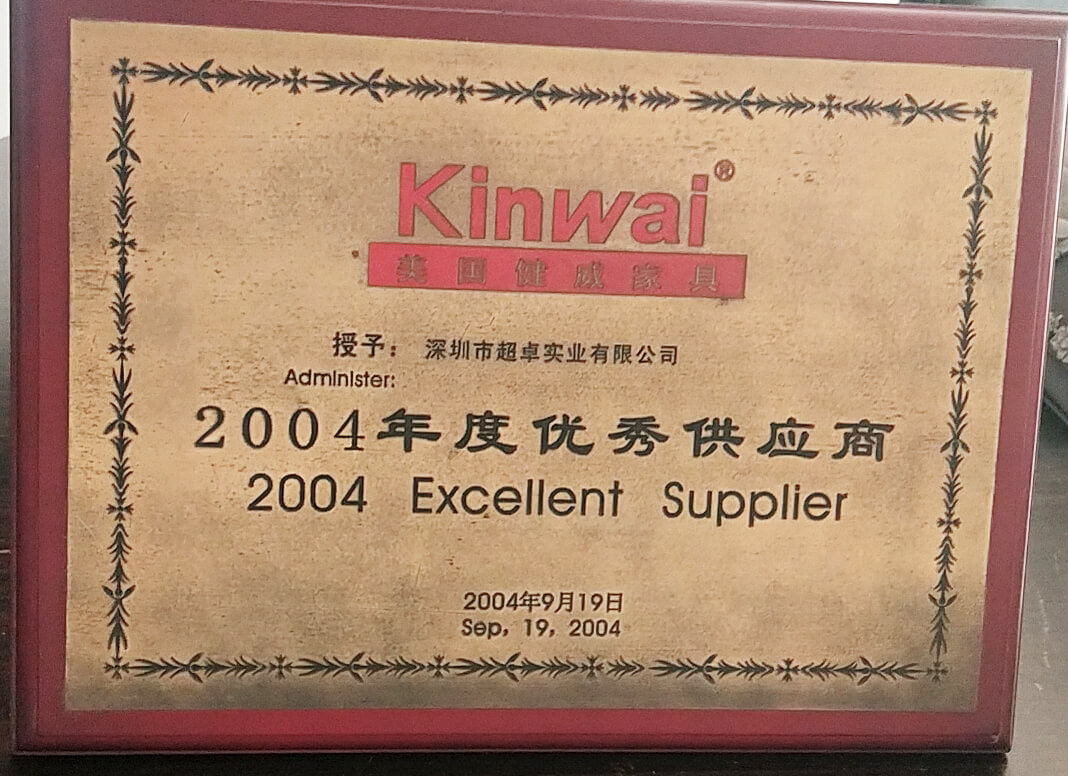 Kinwai®
美国健威家具
授予： 深圳市超卓实业有限公司
Administer:
2004年度优秀供应商
2004 Excellent Supplier
2004年9月19日
Sep, 19, 2004